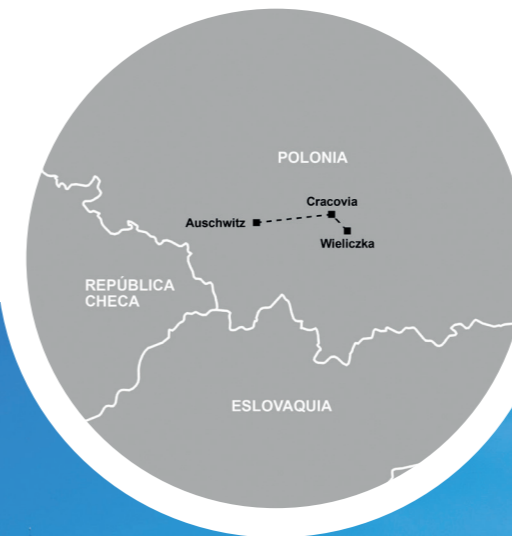 POLONIA
Cracovia
Auschwitz
Wieliczka
REPÚBLICA
CHECA
ESLOVAQUIA